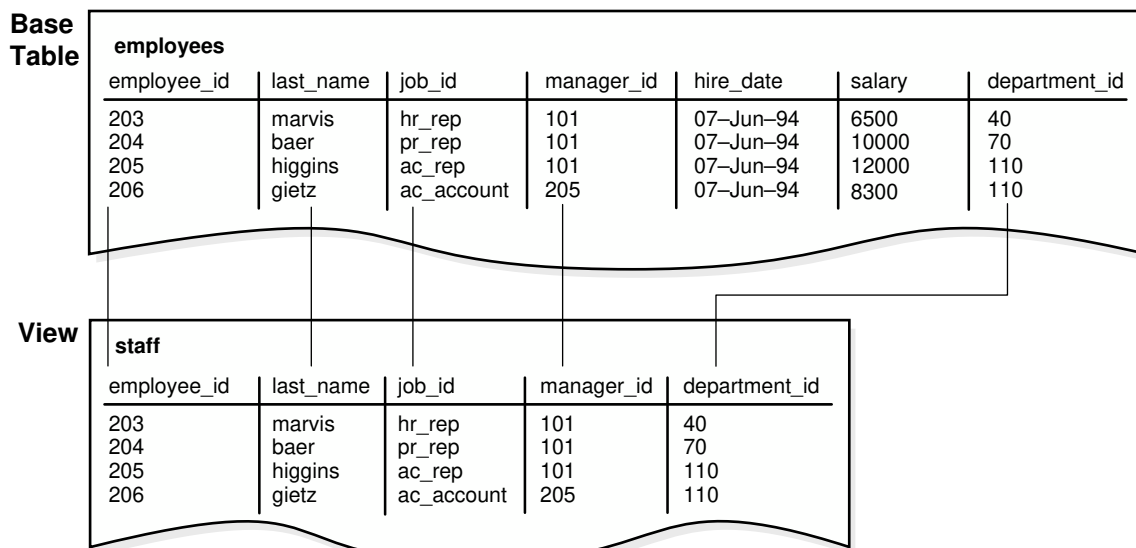 Base
Table
employees
employee_id last_name job_id manager_id hire_date salary department_id
203 marvis hr_rep 101 07–Jun–94 6500 40
204 baer pr_rep 101 07–Jun–94 10000 70
205 higgins ac_rep 101 07–Jun–94 12000 110
206 gietz ac_account 205 07–Jun–94 8300 110
View
staff
employee_id last_name job_id manager_id department_id
203 marvis hr_rep 101 40
204 baer pr_rep 101 70
205 higgins ac_rep 101 110
206 gietz ac_account 205 110